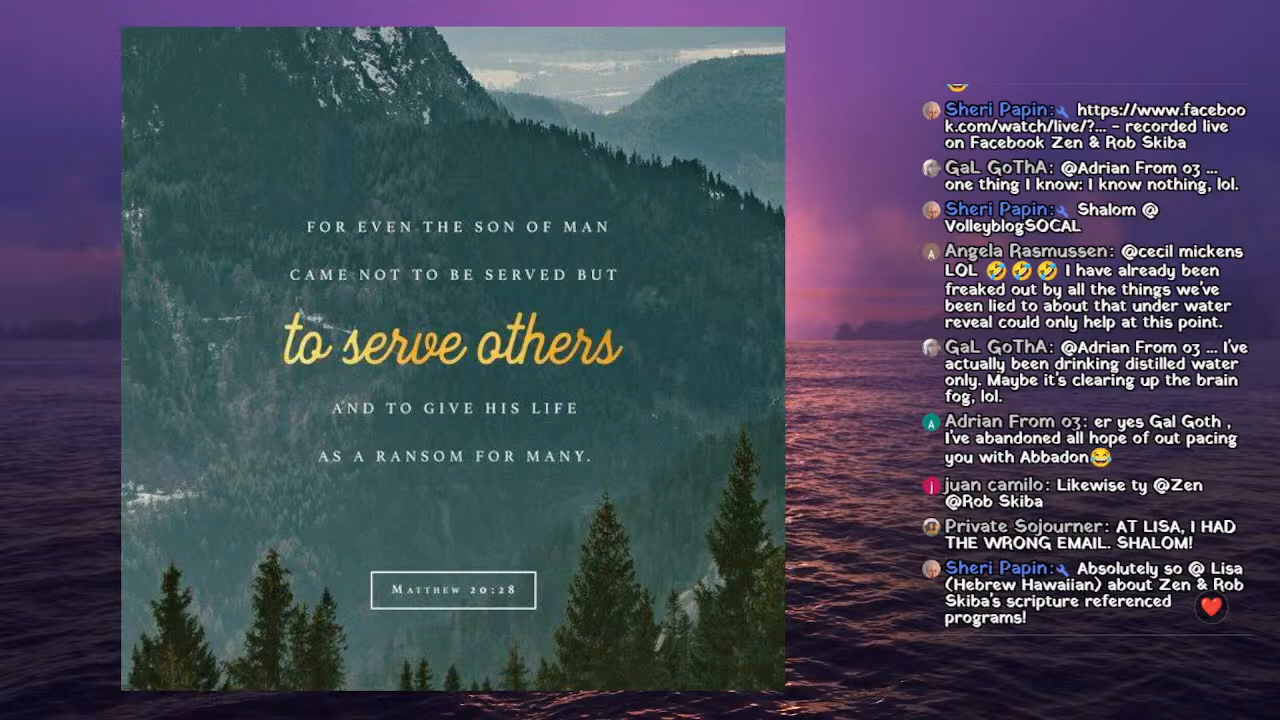 FOR EVEN THE SON OF MAN
CAME NOT TO BE SERVED BUT
to serve others
AND TO GIVE HIS LIFE
AS A RANSOM FOR MANY.
MATTHEW 20:28
Sheri Papin: https://www.faceboo
k.com/watch/live/?... - recorded live
on Facebook Zen & Rob Skiba
GaL GoThA: @Adrian From 03 ...
one thing I know: I know nothing, lol.
Sheri Papin: Shalom @
VolleyblogSOCAL
A Angela Rasmussen: @cecil mickens
LOL 🤣🤣🤣 I have already been
freaked out by all the things we've
been lied to about that under water
reveal could only help at this point.
GaL GoThA: @Adrian From 03 ... I've
actually been drinking distilled water
only. Maybe it's clearing up the brain
fog, lol.
A Adrian From 03: er yes Gal Goth ,
I've abandoned all hope of out pacing
you with Abbadon😂
j juan camilo: Likewise ty @Zen
@Rob Skiba
Private Sojourner: AT LISA, I HAD
THE WRONG EMAIL. SHALOM!
Sheri Papin: Absolutely so @ Lisa
(Hebrew Hawaiian) about Zen & Rob
Skiba's scripture referenced
programs!